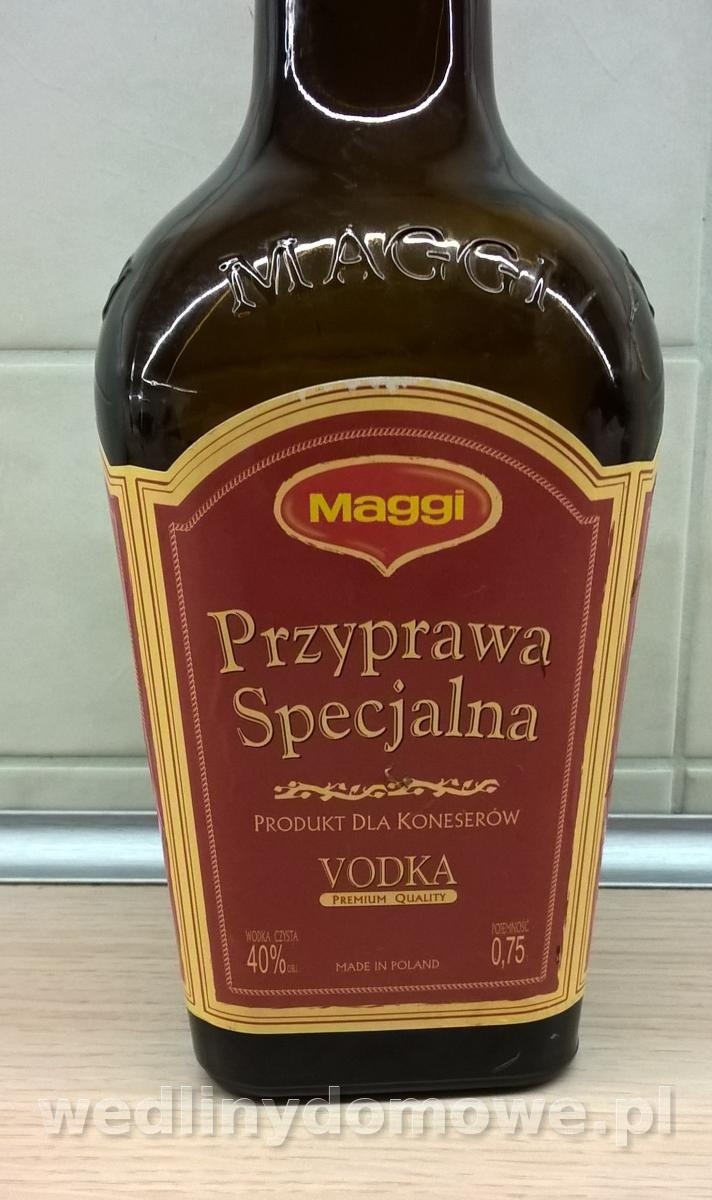 MAGGI
Maggi
Przyprawa
Specjalna
PRODUKT DLA KONESERÓW
VODKA
PREMIUM QUALITY
WÓDKA CZYSTA
40% OBJ.
MADE IN POLAND
POJEMNOŚĆ
0,75
wedlinydomowe.pl